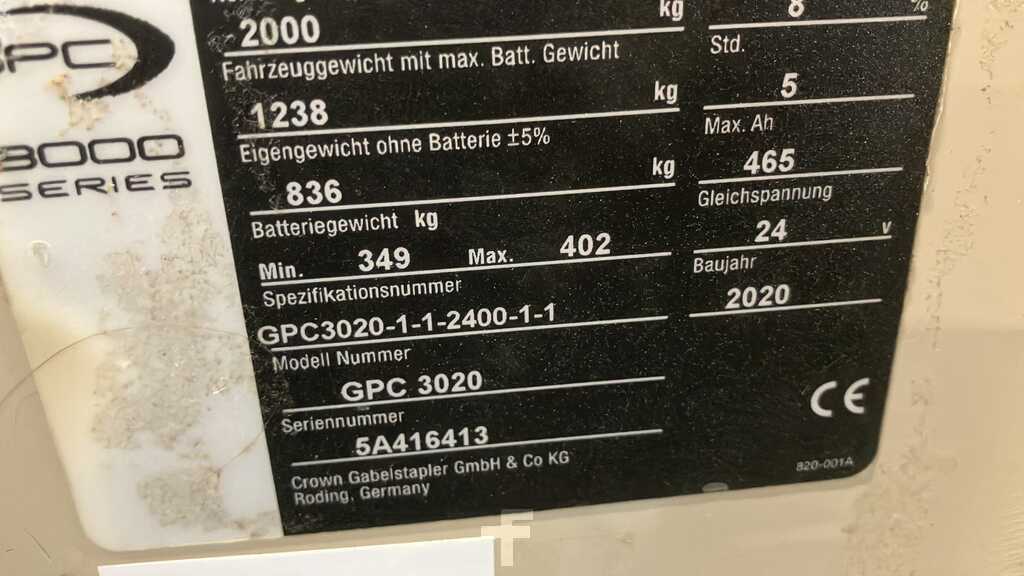 GPC
3000
SERIES
2000 kg
Fahrzeuggewicht mit max. Batt. Gewicht
1238 kg
Eigengewicht ohne Batterie ±5%
836 kg
Batteriegewicht kg
Min. 349 Max. 402
Spezifikationsnummer
GPC3020-1-1-2400-1-1
Modell Nummer
GPC 3020
Seriennummer
5A416413
Crown Gabelstapler GmbH & Co KG
Roding, Germany
8 %
Std.
5
Max. Ah
465
Gleichspannung
24 V
Baujahr
2020
CE
820-001A